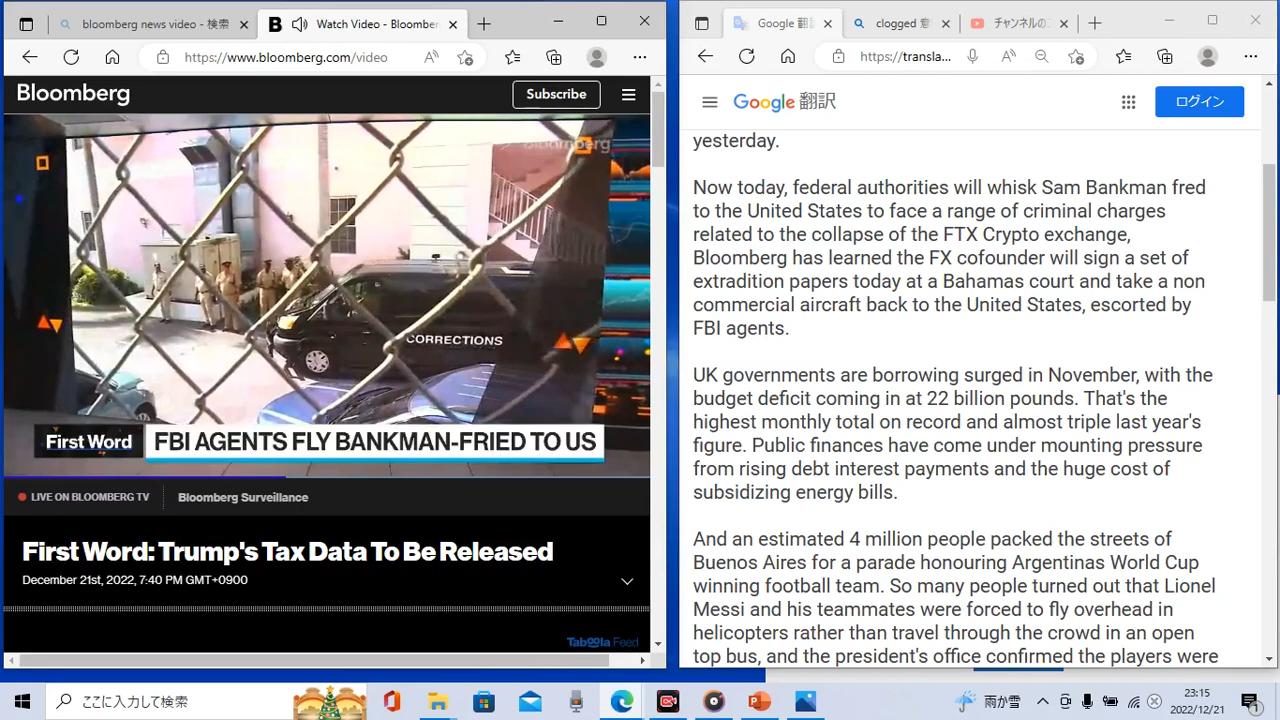 bloomberg news video - 検索
Watch Video - Bloomber
https://www.bloomberg.com/video
Bloomberg
Subscribe
Bloomberg
CORRECTIONS
First Word
FBI AGENTS FLY BANKMAN-FRIED TO US
LIVE ON BLOOMBERG TV
Bloomberg Surveillance
First Word: Trump's Tax Data To Be Released
December 21st, 2022, 7:40 PM GMT+0900
Taboola Feed
Google 翻訳
clogged 意
チャンネルのコ
https://transla...
Google 翻訳
ログイン
yesterday.
Now today, federal authorities will whisk Sam Bankman fred
to the United States to face a range of criminal charges
related to the collapse of the FTX Crypto exchange,
Bloomberg has learned the FX cofounder will sign a set of
extradition papers today at a Bahamas court and take a non
commercial aircraft back to the United States, escorted by
FBI agents.
UK governments are borrowing surged in November, with the
budget deficit coming in at 22 billion pounds. That's the
highest monthly total on record and almost triple last year's
figure. Public finances have come under mounting pressure
from rising debt interest payments and the huge cost of
subsidizing energy bills.
And an estimated 4 million people packed the streets of
Buenos Aires for a parade honouring Argentinas World Cup
winning football team. So many people turned out that Lionel
Messi and his teammates were forced to fly overhead in
helicopters rather than travel through the crowd in an open
top bus, and the president's office confirmed the players were
ここに入力して検索
雨か雪
23:15
2022/12/21